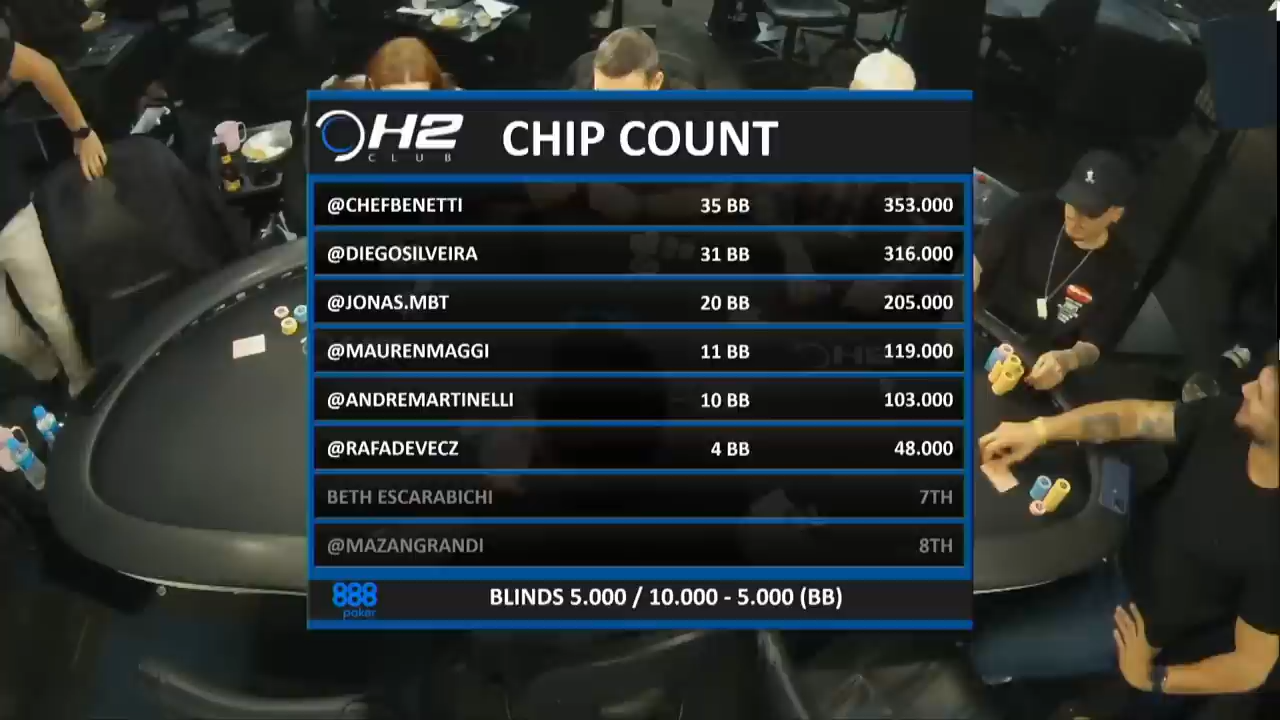 H2 CLUB CHIP COUNT
@CHEFBENETTI 35 BB 353.000
@DIEGOSILVEIRA 31 BB 316.000
@JONAS.MBT 20 BB 205.000
@MAURENMAGGI 11 BB 119.000
@ANDREMARTINELLI 10 BB 103.000
@RAFADEVECZ 4 BB 48.000
BETH ESCARABICHI 7TH
@MAZANGRANDI 8TH
888 poker BLINDS 5.000 / 10.000 - 5.000 (BB)